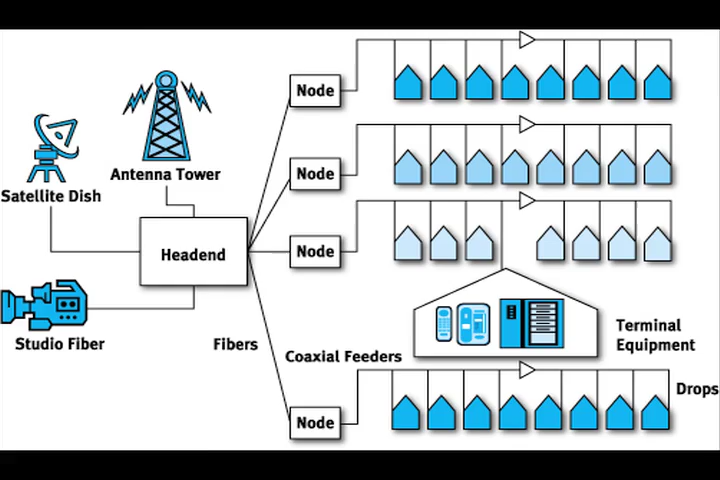 Node
Antenna Tower
Node
Satellite Dish
Headend
Node
Studio Fiber
Fibers
Coaxial Feeders
Terminal
Equipment
Drops
Node